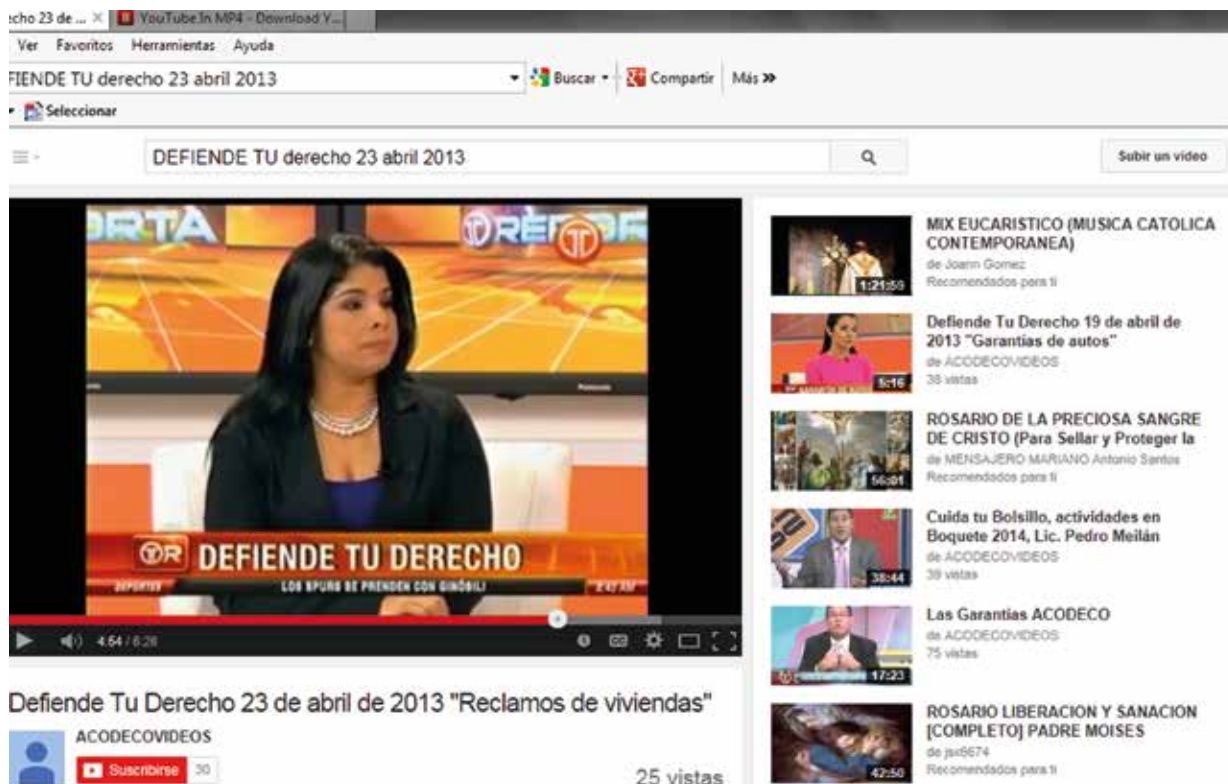 echo 23 de ... × YouTube In MP4 - Download Y...
Ver Favoritos Herramientas Ayuda
FIENDE TU derecho 23 abril 2013 Buscar Compartir Más »
Seleccionar
DEFIENDE TU derecho 23 abril 2013 Subir un video
ORTA
TR
DEFIENDE TU DERECHO
DEPORTES LOS SPURS SE PRENDEN CON GINÓBILI
4:54 / 6:26
Defiende Tu Derecho 23 de abril de 2013 "Reclamos de viviendas"
ACODECOVIDEOS
Suscribirse 30
25 vistas
MIX EUCARISTICO (MUSICA CATOLICA
CONTEMPORANEA)
de Joann Gomez
Recomendados para ti
1:21:59
Defiende Tu Derecho 19 de abril de
2013 "Garantias de autos"
de ACODECOVIDEOS
38 vistas
5:16
ROSARIO DE LA PRECIOSA SANGRE
DE CRISTO (Para Sellar y Proteger la
de MENSAJERO MARIANO Antonio Santos
Recomendados para ti
56:01
Cuida tu Bolsillo, actividades en
Boquete 2014, Lic. Pedro Meilán
de ACODECOVIDEOS
39 vistas
38:44
Las Garantias ACODECO
de ACODECOVIDEOS
75 vistas
17:23
ROSARIO LIBERACION Y SANACION
[COMPLETO] PADRE MOISES
de jsx6674
Recomendados para ti
42:50